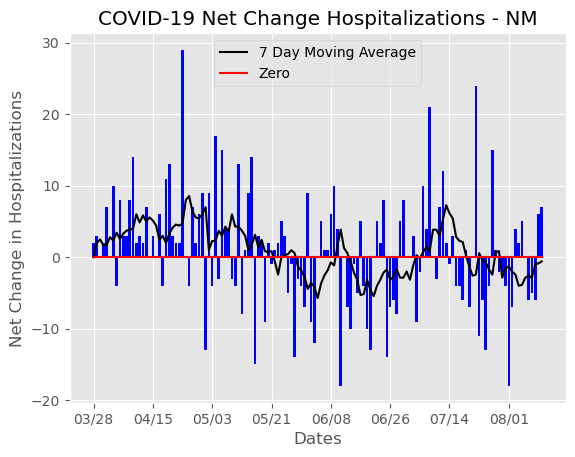 COVID-19 Net Change Hospitalizations - NM
7 Day Moving Average
Zero
Net Change in Hospitalizations
30
20
10
0
−10
−20
03/28 04/15 05/03 05/21 06/08 06/26 07/14 08/01
Dates